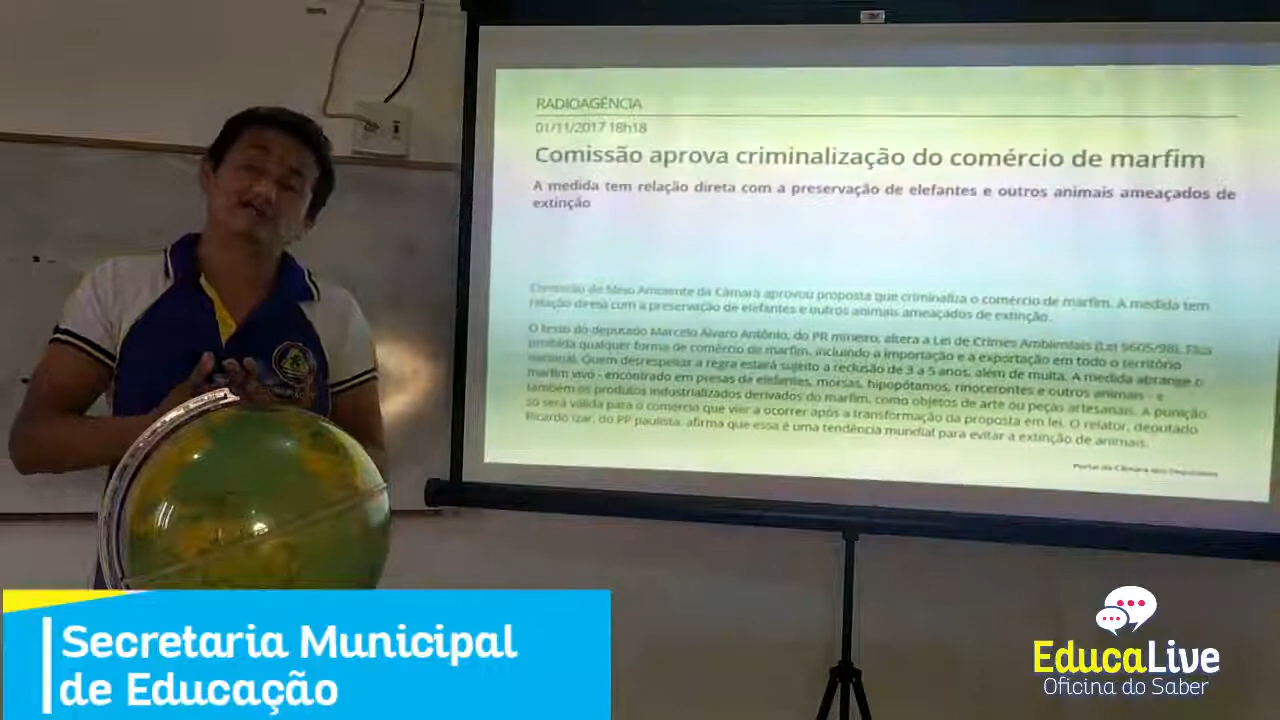 RADIOAGÊNCIA
01/11/2017 18h18
Comissão aprova criminalização do comércio de marfim
A medida tem relação direta com a preservação de elefantes e outros animais ameaçados de
extinção
Comissão de Meio Ambiente da Câmara aprovou proposta que criminaliza o comércio de marfim. A medida tem
relação direta com a preservação de elefantes e outros animais ameaçados de extinção.
O texto do deputado Marcelo Álvaro Antônio, do PR mineiro, altera a Lei de Crimes Ambientais (Lei 9605/98). Fica
proibida qualquer forma de comércio de marfim, incluindo a importação e a exportação em todo o território
nacional. Quem desrespeitar a regra estará sujeito a reclusão de 3 a 5 anos, além de multa. A medida abrange o
marfim vivo - encontrado em presas de elefantes, morsas, hipopótamos, rinocerontes e outros animais - e
também os produtos industrializados derivados do marfim, como objetos de arte ou peças artesanais. A punição
só será válida para o comércio que vier a ocorrer após a transformação da proposta em lei. O relator, deputado
Ricardo Izar, do PP paulista, afirma que essa é uma tendência mundial para evitar a extinção de animais.
Portal da Câmara dos Deputados
Secretaria Municipal
de Educação
EducaLive
Oficina do Saber